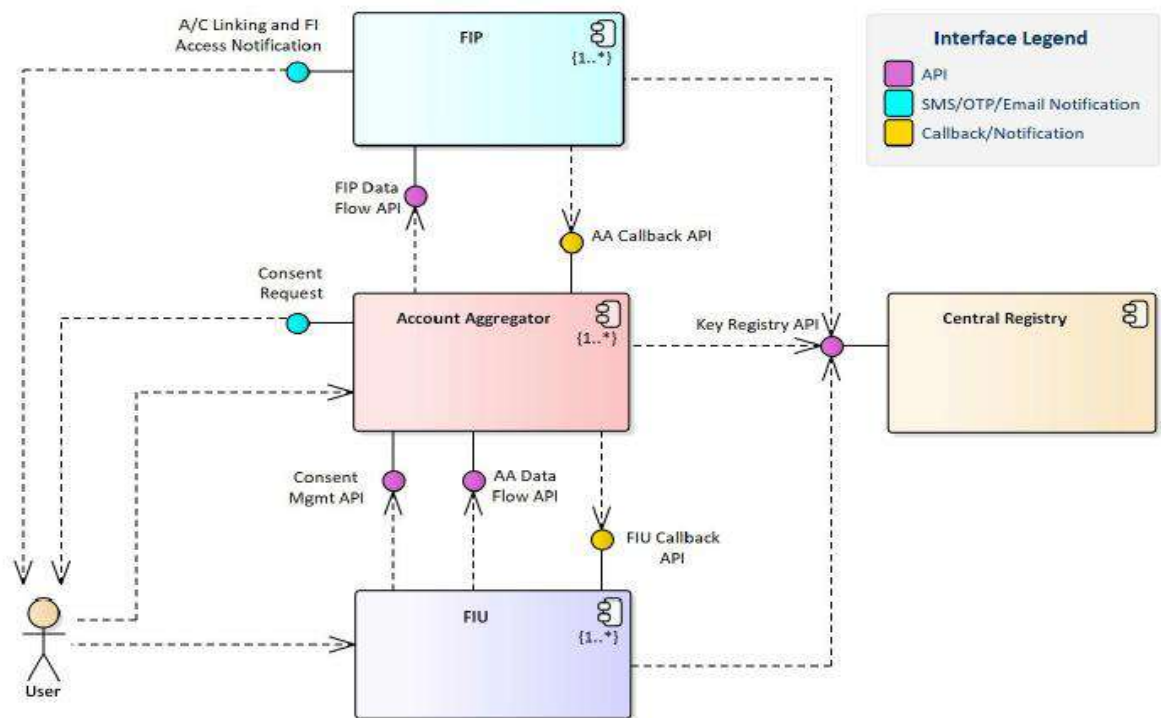 A/C Linking and FI
Access Notification
FIP
{1..*}
Interface Legend
API
SMS/OTP/Email Notification
Callback/Notification
FIP Data
Flow API
AA Callback API
Consent
Request
Account Aggregator
{1..*}
Key Registry API
Central Registry
Consent
Mgmt API
AA Data
Flow API
FIU Callback
API
FIU
{1..*}
User